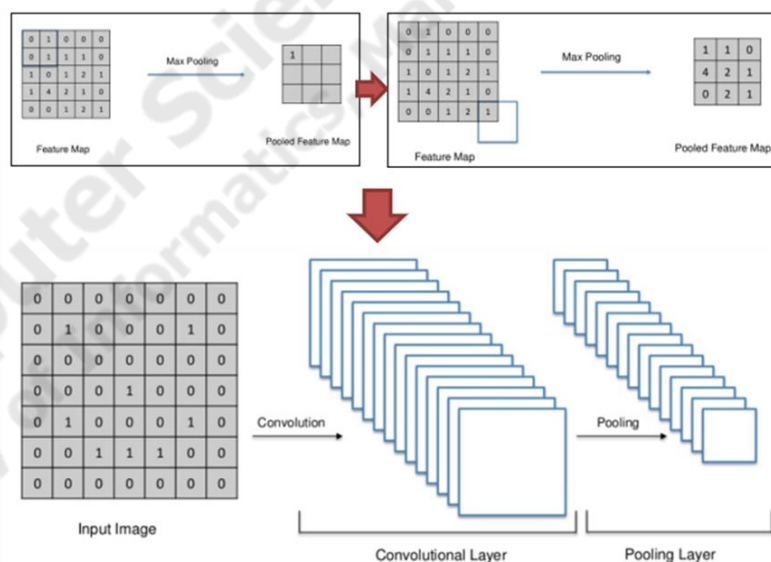 0 1 0 0 0
0 1 1 1 0
1 0 1 2 1
1 4 2 1 0
0 0 1 2 1
Feature Map
Max Pooling
1
Pooled Feature Map
0 1 0 0 0
0 1 1 1 0
1 0 1 2 1
1 4 2 1 0
0 0 1 2 1
Feature Map
Max Pooling
1 1 0
4 2 1
0 2 1
Pooled Feature Map
0 0 0 0 0 0 0
0 1 0 0 0 1 0
0 0 0 0 0 0 0
0 0 0 1 0 0 0
0 1 0 0 0 1 0
0 0 1 1 1 0 0
0 0 0 0 0 0 0
Input Image
Convolution
Convolutional Layer
Pooling
Pooling Layer
puter Scien
of Informatics, Ma